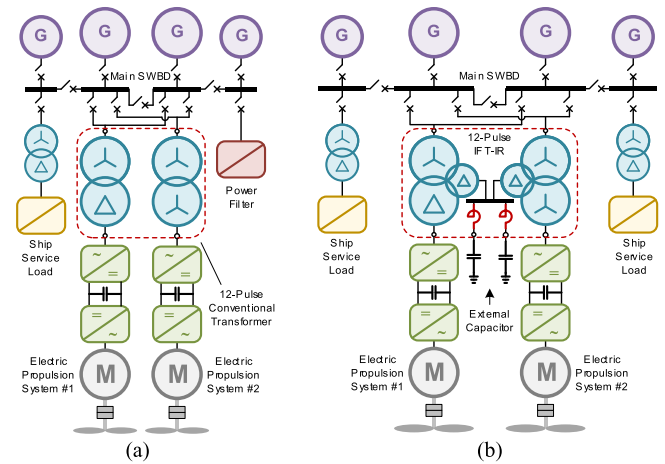 G
G
G
G
Main SWBD
Power
Filter
Ship
Service
Load
12-Pulse
Conventional
Transformer
~
=
~
=
=
~
=
~
Electric
Propulsion
System #1
M
M
Electric
Propulsion
System #2
(a)
G
G
G
G
Main SWBD
12-Pulse
IFT-IR
Ship
Service
Load
Ship
Service
Load
External
Capacitor
~
=
~
=
=
~
=
~
Electric
Propulsion
System #1
M
M
Electric
Propulsion
System #2
(b)